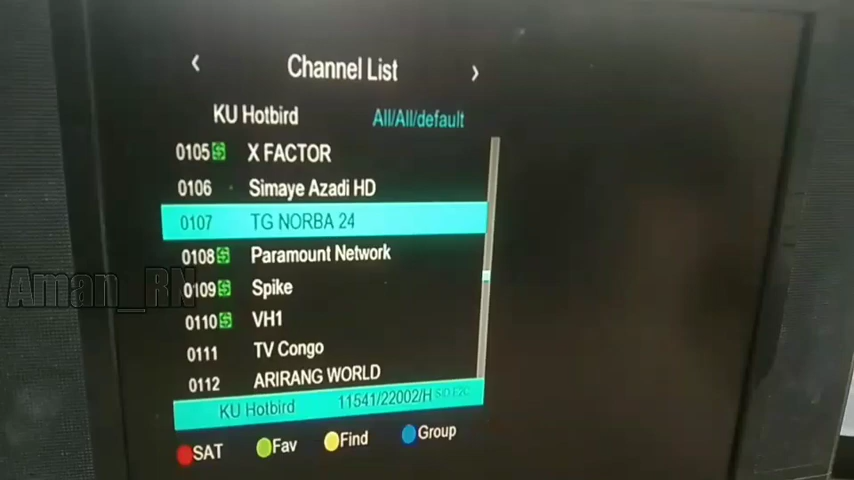 ‹ Channel List ›
KU Hotbird All/All/default
0105 $ X FACTOR
0106 Simaye Azadi HD
0107 TG NORBA 24
0108 $ Paramount Network
0109 $ Spike
0110 $ VH1
0111 TV Congo
0112 ARIRANG WORLD
KU Hotbird 11541/22002/H
SAT Fav Find Group
Aman_RN